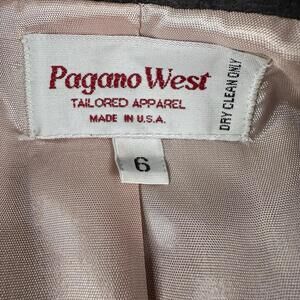 Pagano West
TAILORED APPAREL
MADE IN U.S.A.
DRY CLEAN ONLY
6